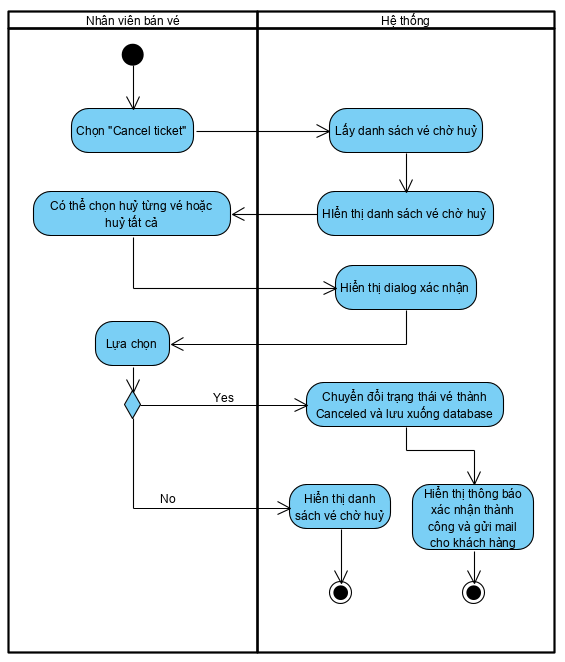 Nhân viên bán vé
Hệ thống
Chọn "Cancel ticket"
Lấy danh sách vé chờ huỷ
Có thể chọn huỷ từng vé hoặc
huỷ tất cả
HIển thị danh sách vé chờ huỷ
Hiển thị dialog xác nhận
Lựa chọn
Yes
Chuyển đổi trạng thái vé thành
Canceled và lưu xuống database
No
Hiển thị danh
sách vé chờ huỷ
Hiển thị thông báo
xác nhận thành
công và gửi mail
cho khách hàng